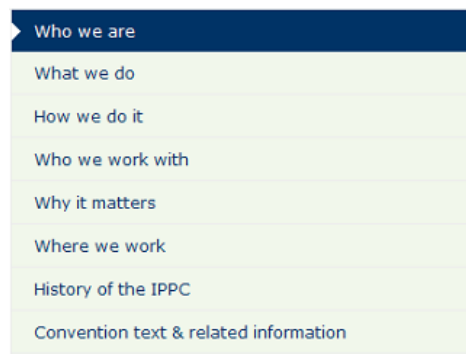 Who we are
What we do
How we do it
Who we work with
Why it matters
Where we work
History of the IPPC
Convention text & related information